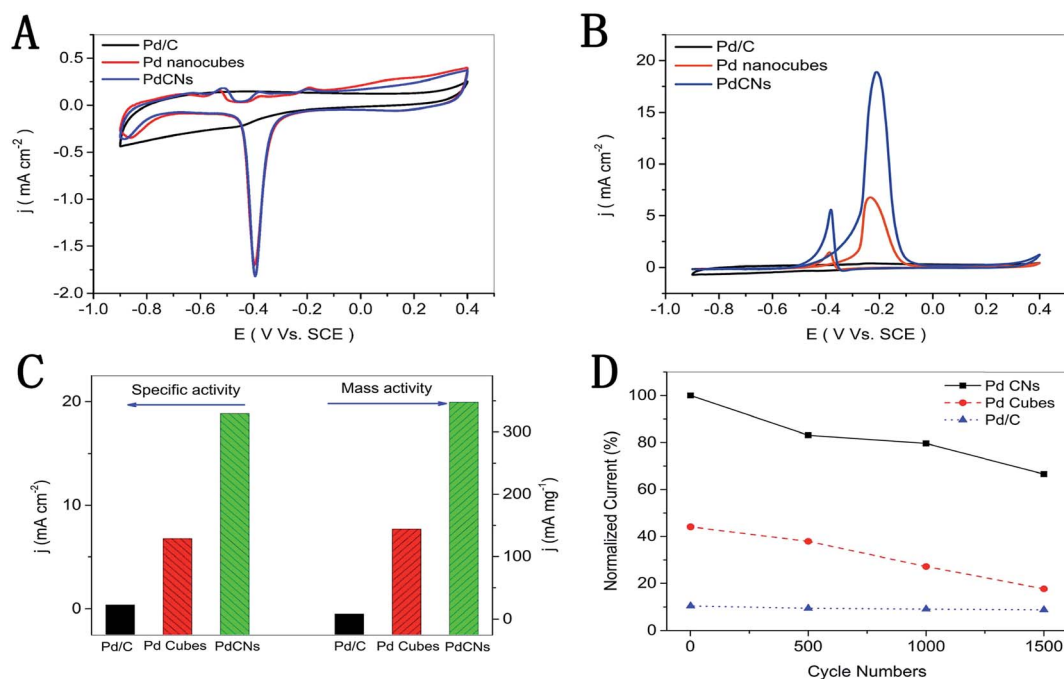 A
Pd/C
Pd nanocubes
PdCNs
0.5
0.0
-0.5
-1.0
-1.5
-2.0
j ( mA cm-2)
-1.0 -0.8 -0.6 -0.4 -0.2 0.0 0.2 0.4
E ( V Vs. SCE )
B
Pd/C
Pd nanocubes
PdCNs
20
15
10
5
0
j ( mA cm-2)
-1.0 -0.8 -0.6 -0.4 -0.2 0.0 0.2 0.4
E ( V Vs. SCE )
C
Specific activity
Mass activity
20
10
0
j (mA cm-2)
300
200
100
0
j (mA mg-1)
Pd/C Pd Cubes PdCNs Pd/C Pd Cubes PdCNs
D
Pd CNs
Pd Cubes
Pd/C
100
80
60
40
20
0
Normalized Current (%)
0 500 1000 1500
Cycle Numbers